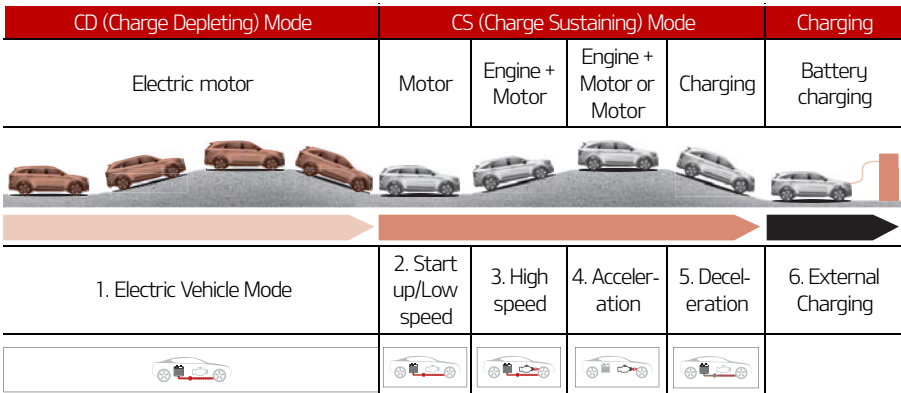 CD (Charge Depleting) Mode
CS (Charge Sustaining) Mode
Charging
Electric motor
Motor
Engine +
Motor
Engine +
Motor or
Motor
Charging
Battery
charging
1. Electric Vehicle Mode
2. Start
up/Low
speed
3. High
speed
4. Acceler-
ation
5. Decel-
eration
6. External
Charging